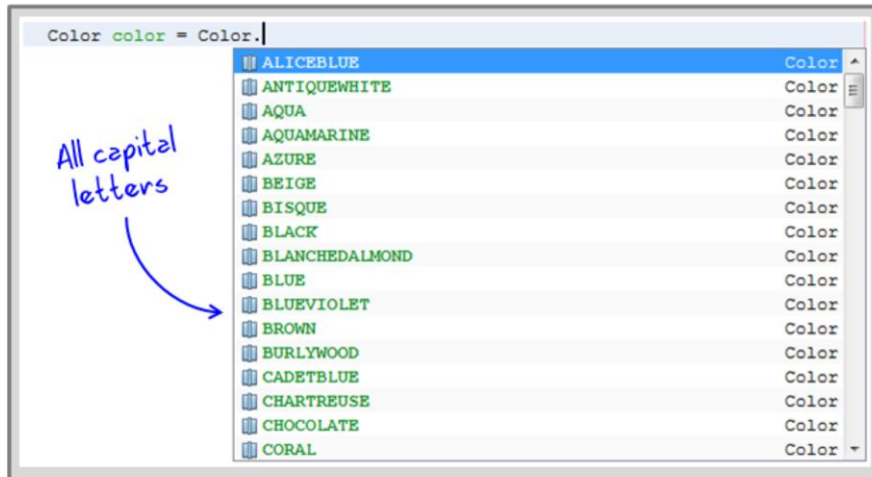 Color color = Color.
ALICEBLUE Color
ANTIQUEWHITE Color
AQUA Color
AQUAMARINE Color
AZURE Color
BEIGE Color
BISQUE Color
BLACK Color
BLANCHEDALMOND Color
BLUE Color
BLUEVIOLET Color
BROWN Color
BURLYWOOD Color
CADETBLUE Color
CHARTREUSE Color
CHOCOLATE Color
CORAL Color
All capital
letters